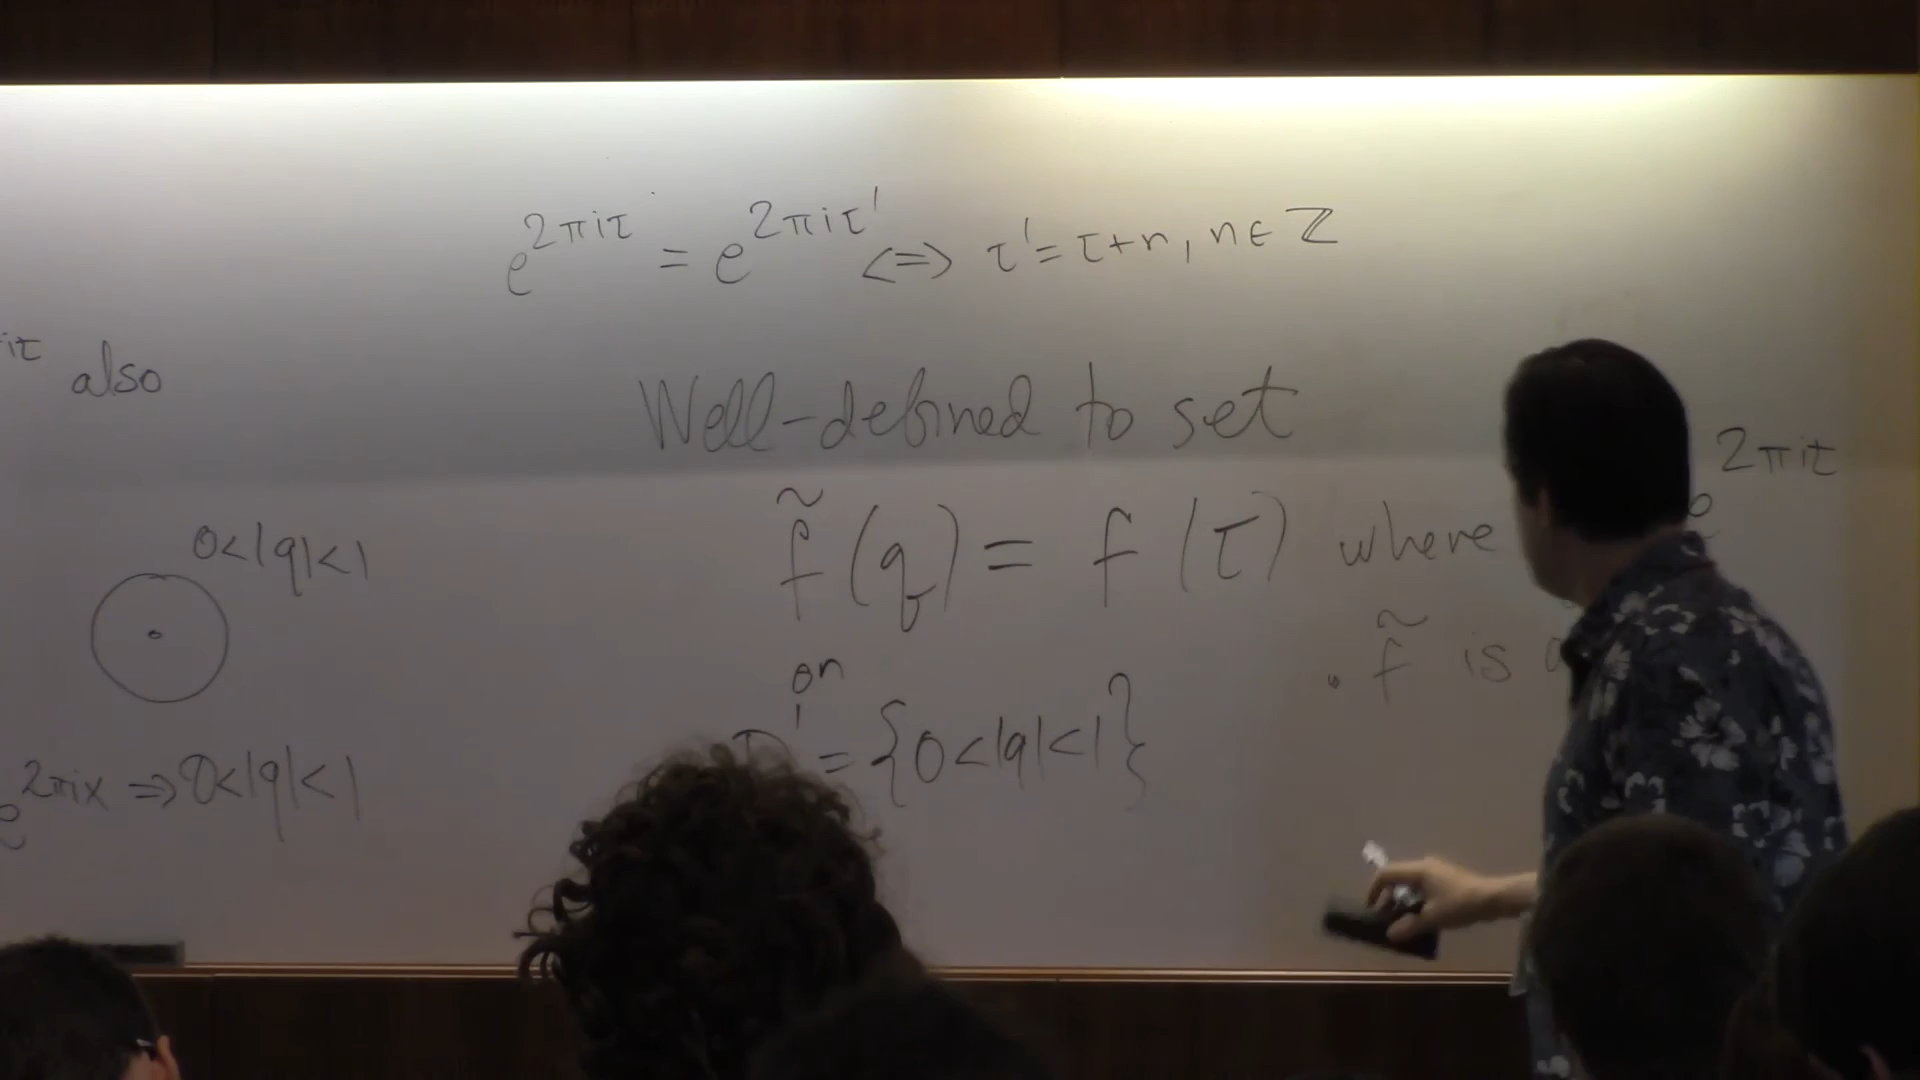 e^{2πiτ} = e^{2πiτ'} <=> τ' = τ+n, n∈ℤ
iτ also
Well-defined to set
2πiτ
f̃(q) = f(τ) where
0<|q|<1
f̃ is
on
' = {0<|q|<1}
e^{2πix} => 0<|q|<1